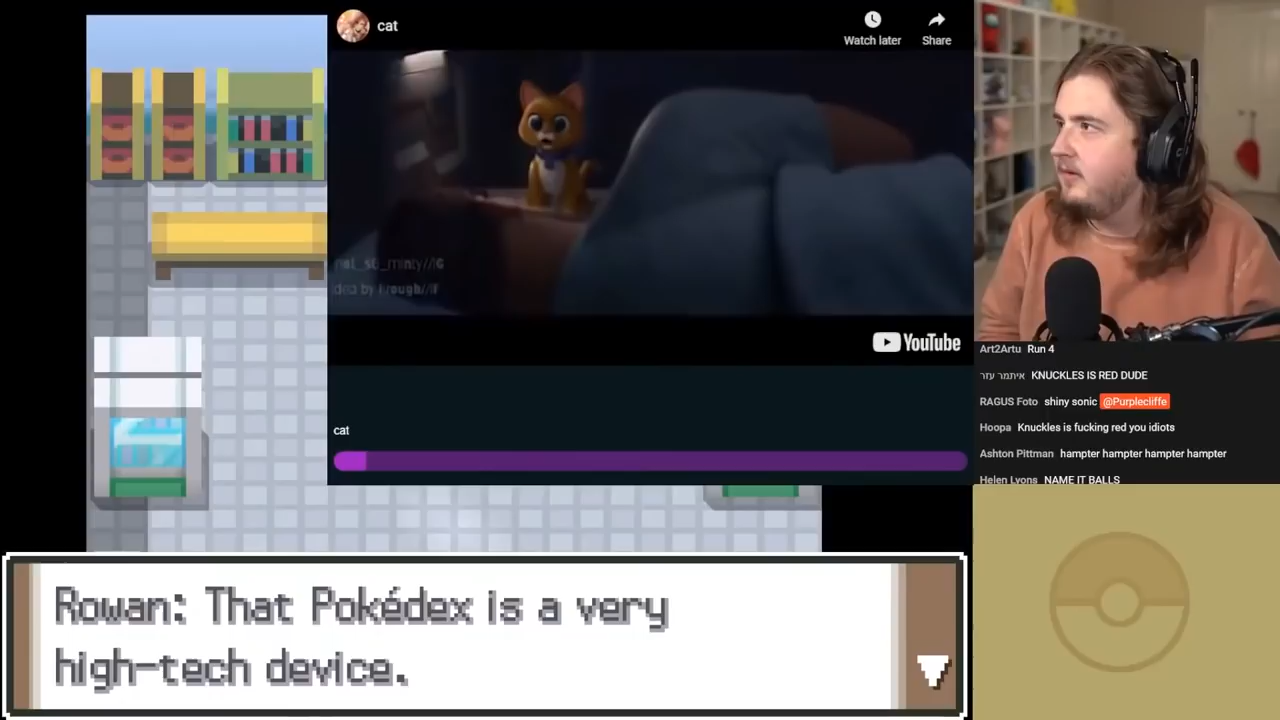 cat
Watch later
Share
YouTube
cat
Art2Artu Run 4
איתמר עזר KNUCKLES IS RED DUDE
RAGUS Foto shiny sonic @Purplecliffe
Hoopa Knuckles is fucking red you idiots
Ashton Pittman hampter hampter hampter hampter
Helen Lyons NAME IT BALLS
Rowan: That Pokédex is a very
high-tech device.